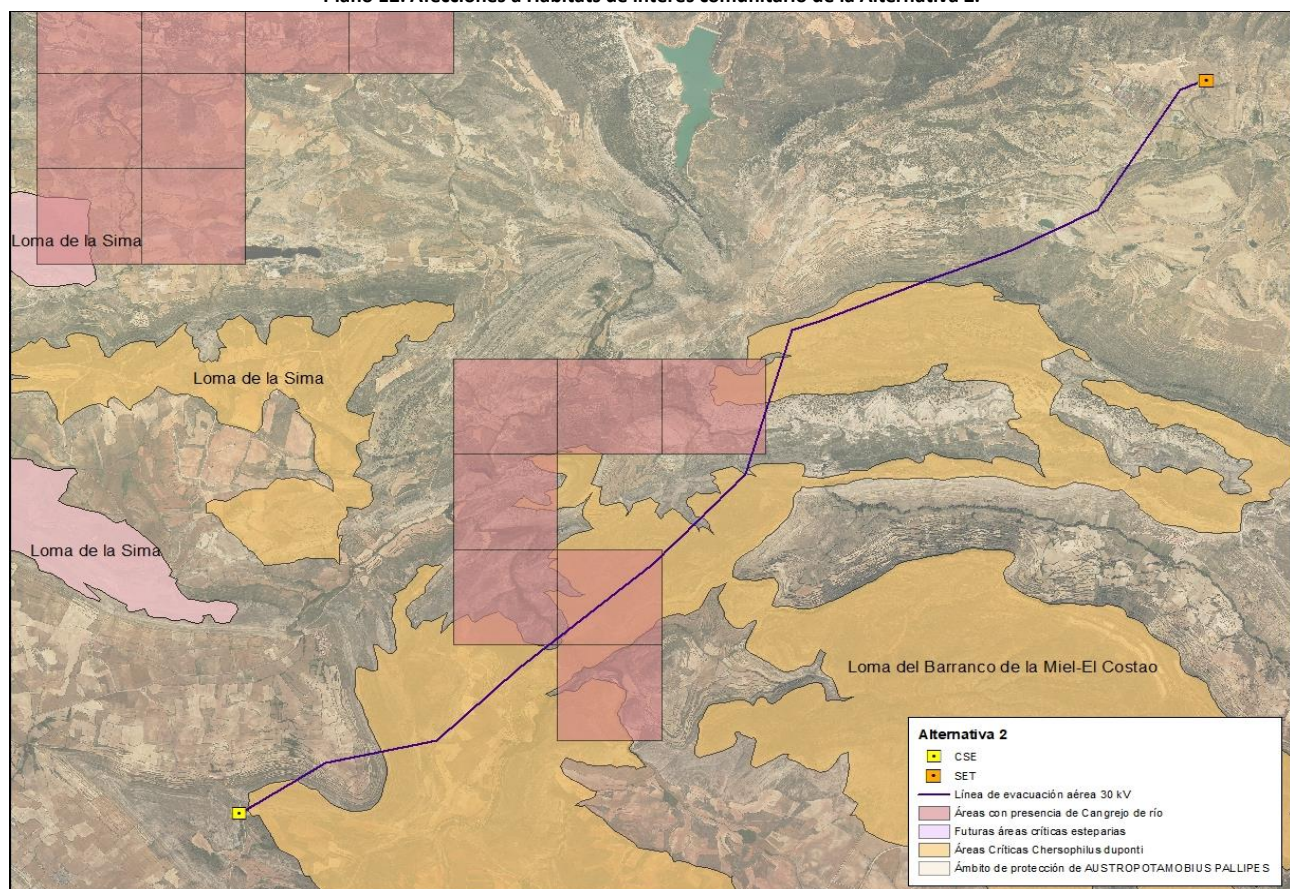 Plano 12. Afecciones a Hábitats de interés comunitario de la Alternativa 2.
Loma de la Sima
Loma de la Sima
Loma de la Sima
Loma del Barranco de la Miel-El Costao
Alternativa 2
CSE
SET
Línea de evacuación aérea 30 kV
Áreas con presencia de Cangrejo de río
Futuras áreas críticas esteparias
Áreas Críticas Chersophilus duponti
Ámbito de protección de AUSTROPOTAMOBIUS PALLIPES